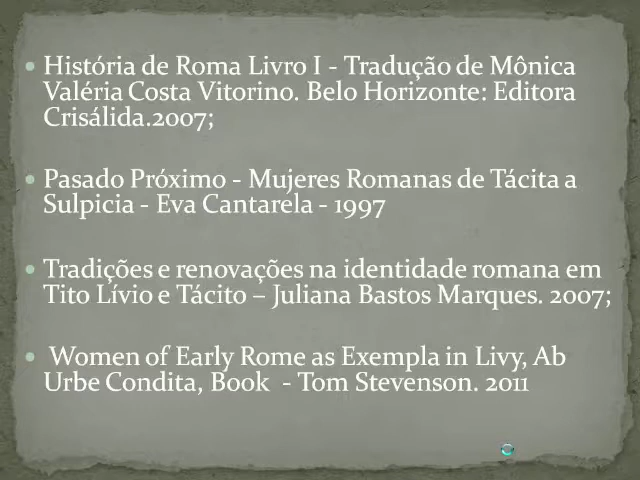 • História de Roma Livro I - Tradução de Mônica
Valéria Costa Vitorino. Belo Horizonte: Editora
Crisálida.2007;
• Pasado Próximo - Mujeres Romanas de Tácita a
Sulpicia - Eva Cantarela - 1997
• Tradições e renovações na identidade romana em
Tito Lívio e Tácito – Juliana Bastos Marques. 2007;
• Women of Early Rome as Exempla in Livy, Ab
Urbe Condita, Book - Tom Stevenson. 2011